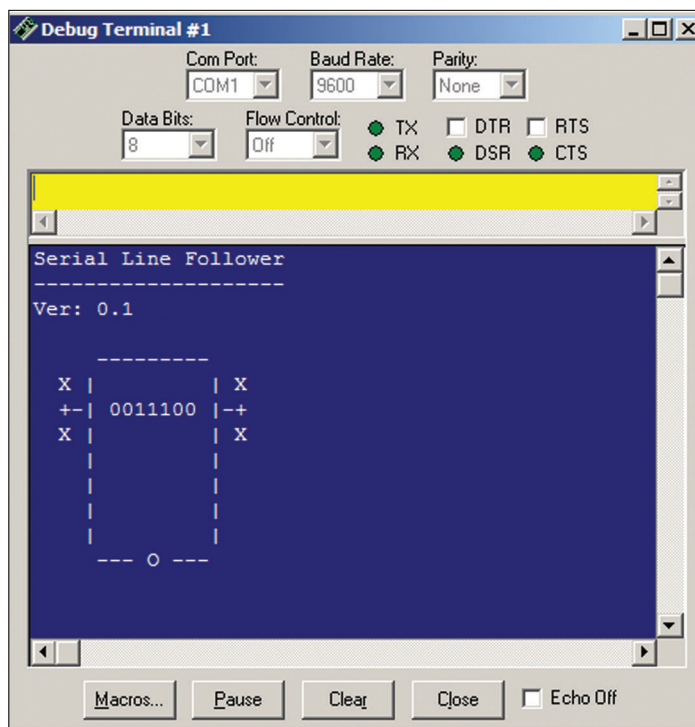 Debug Terminal #1
Com Port: Baud Rate: Parity:
COM1 9600 None
Data Bits: Flow Control: TX DTR RTS
8 Off RX DSR CTS
Serial Line Follower
--------------------
Ver: 0.1
---------
X | | X
+-| 0011100 |-+
X | | X
| |
| |
| |
| |
--- O ---
Macros... Pause Clear Close Echo Off